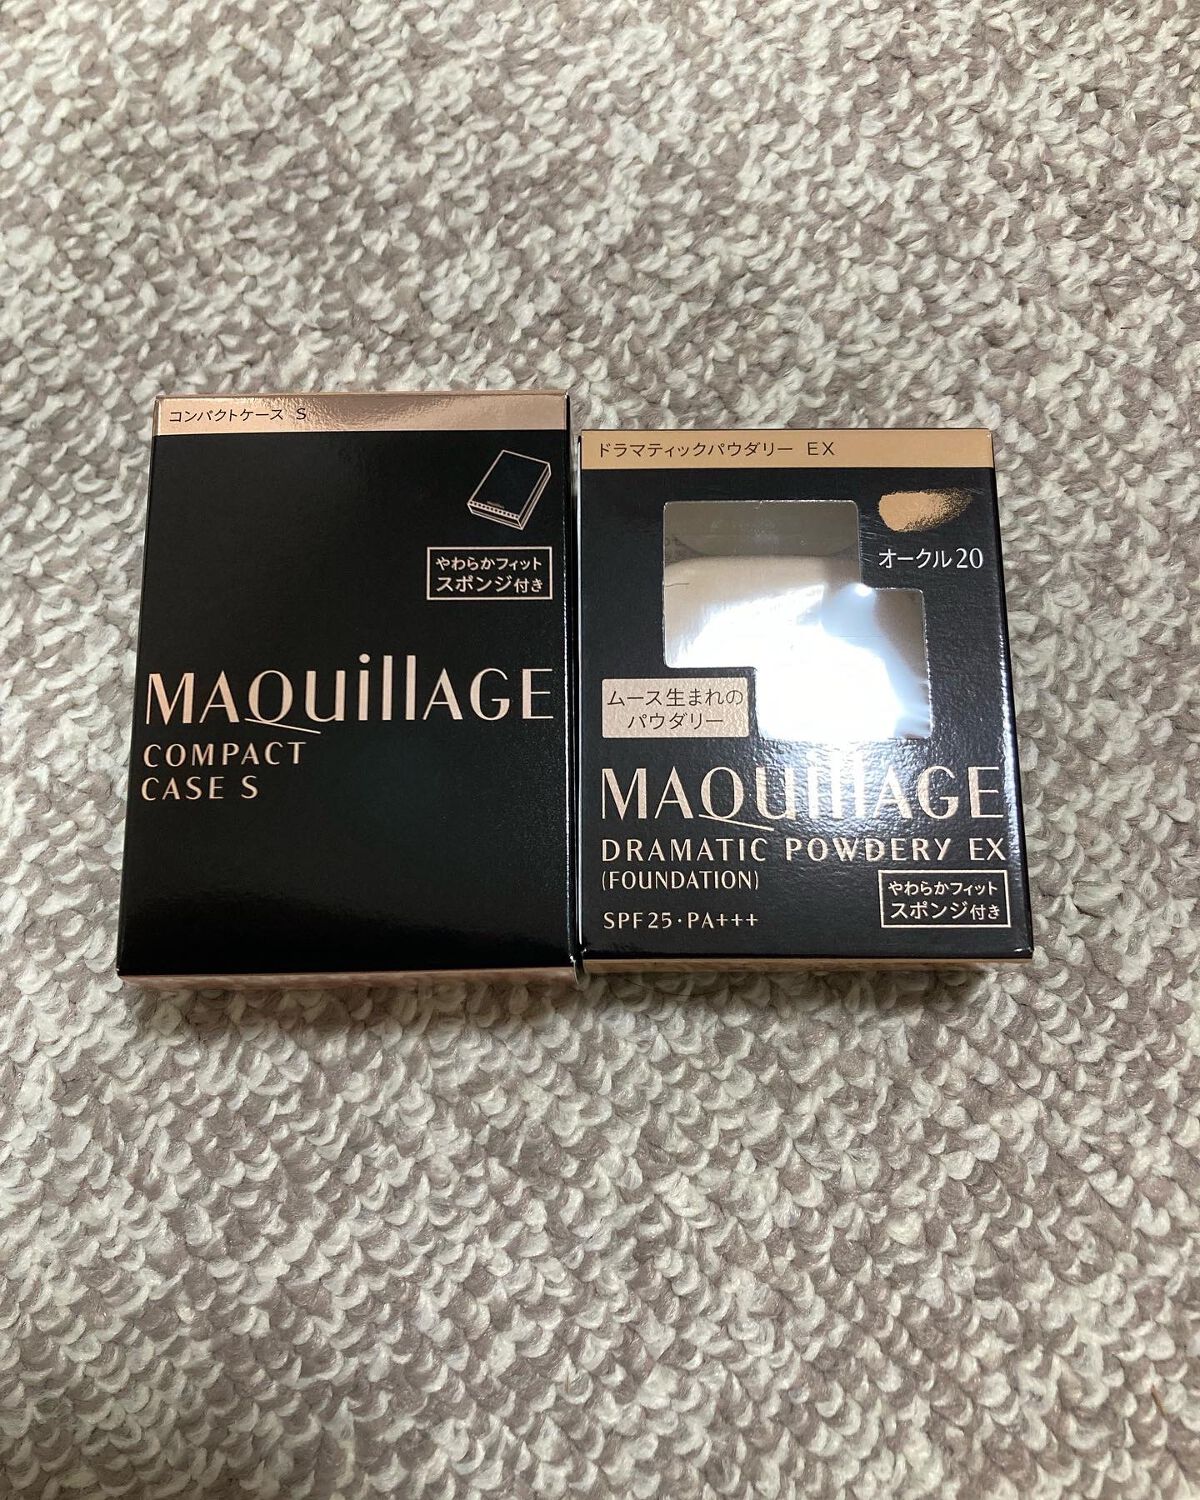 コンパクトケース S
やわらかフィット
スポンジ付き
MAQuillAGE
COMPACT
CASE S
ドラマティックパウダリー EX
オークル20
ムース生まれの
パウダリー
MAQuillAGE
DRAMATIC POWDERY EX
(FOUNDATION)
SPF25・PA+++
やわらかフィット
スポンジ付き